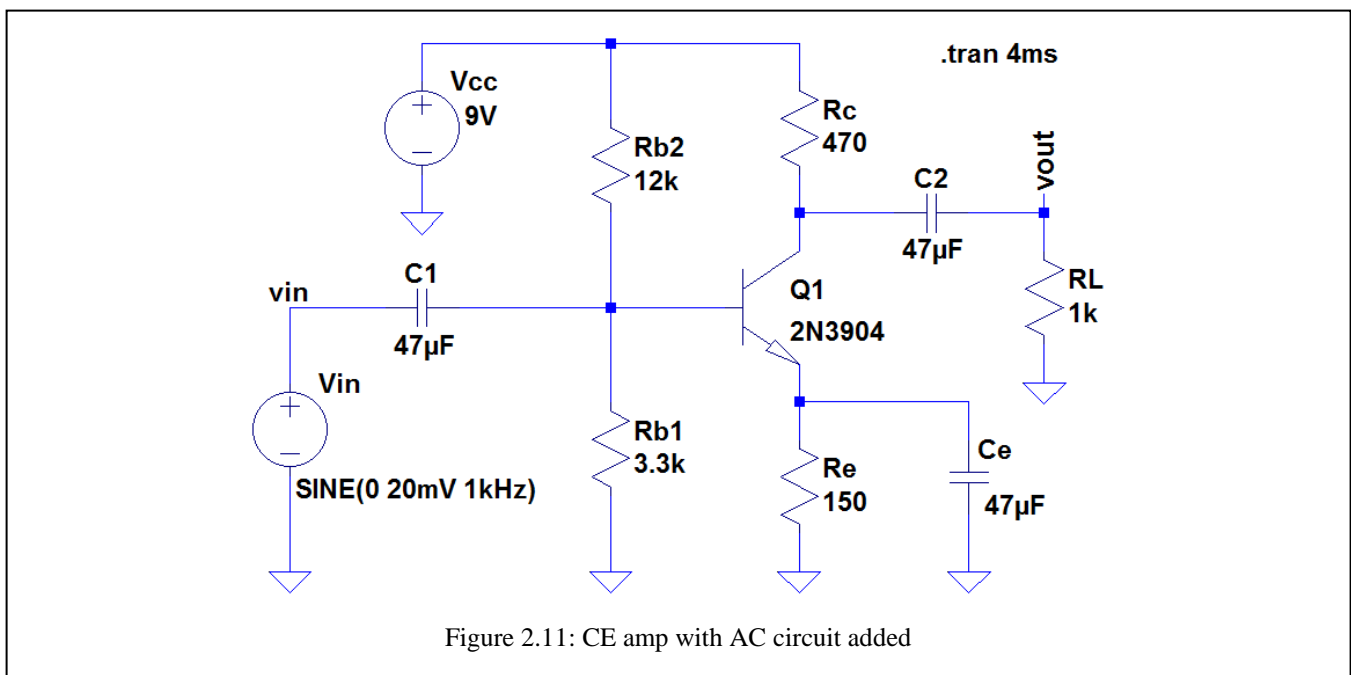 .tran 4ms
Vcc
9V
Rc
470
Rb2
12k
vout
C2
47µF
C1
vin
47µF
Q1
2N3904
RL
1k
Vin
Rb1
3.3k
SINE(0 20mV 1kHz)
Re
150
Ce
47µF
Figure 2.11: CE amp with AC circuit added